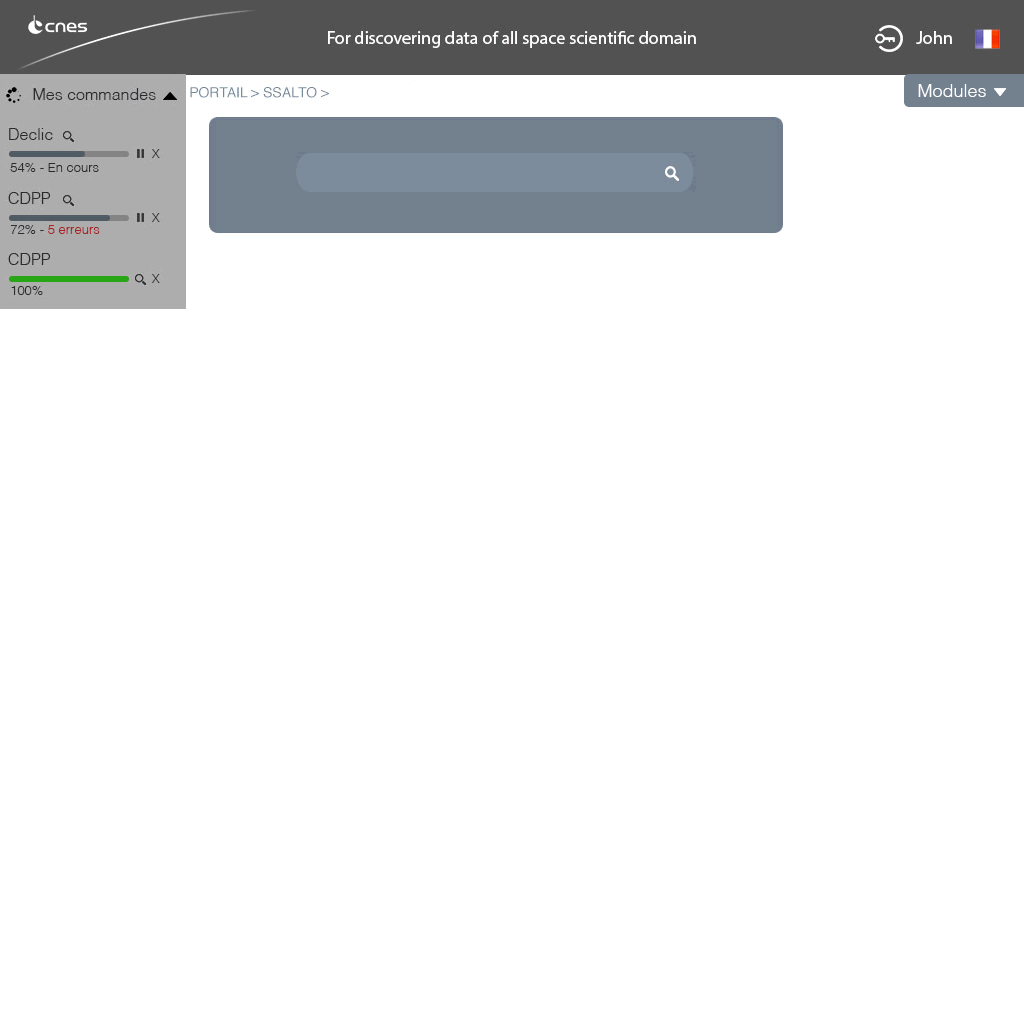 cnes
For discovering data of all space scientific domain
John
Mes commandes
PORTAIL > SSALTO >
Modules
Declic
X
54% - En cours
CDPP
X
72% - 5 erreurs
CDPP
X
100%